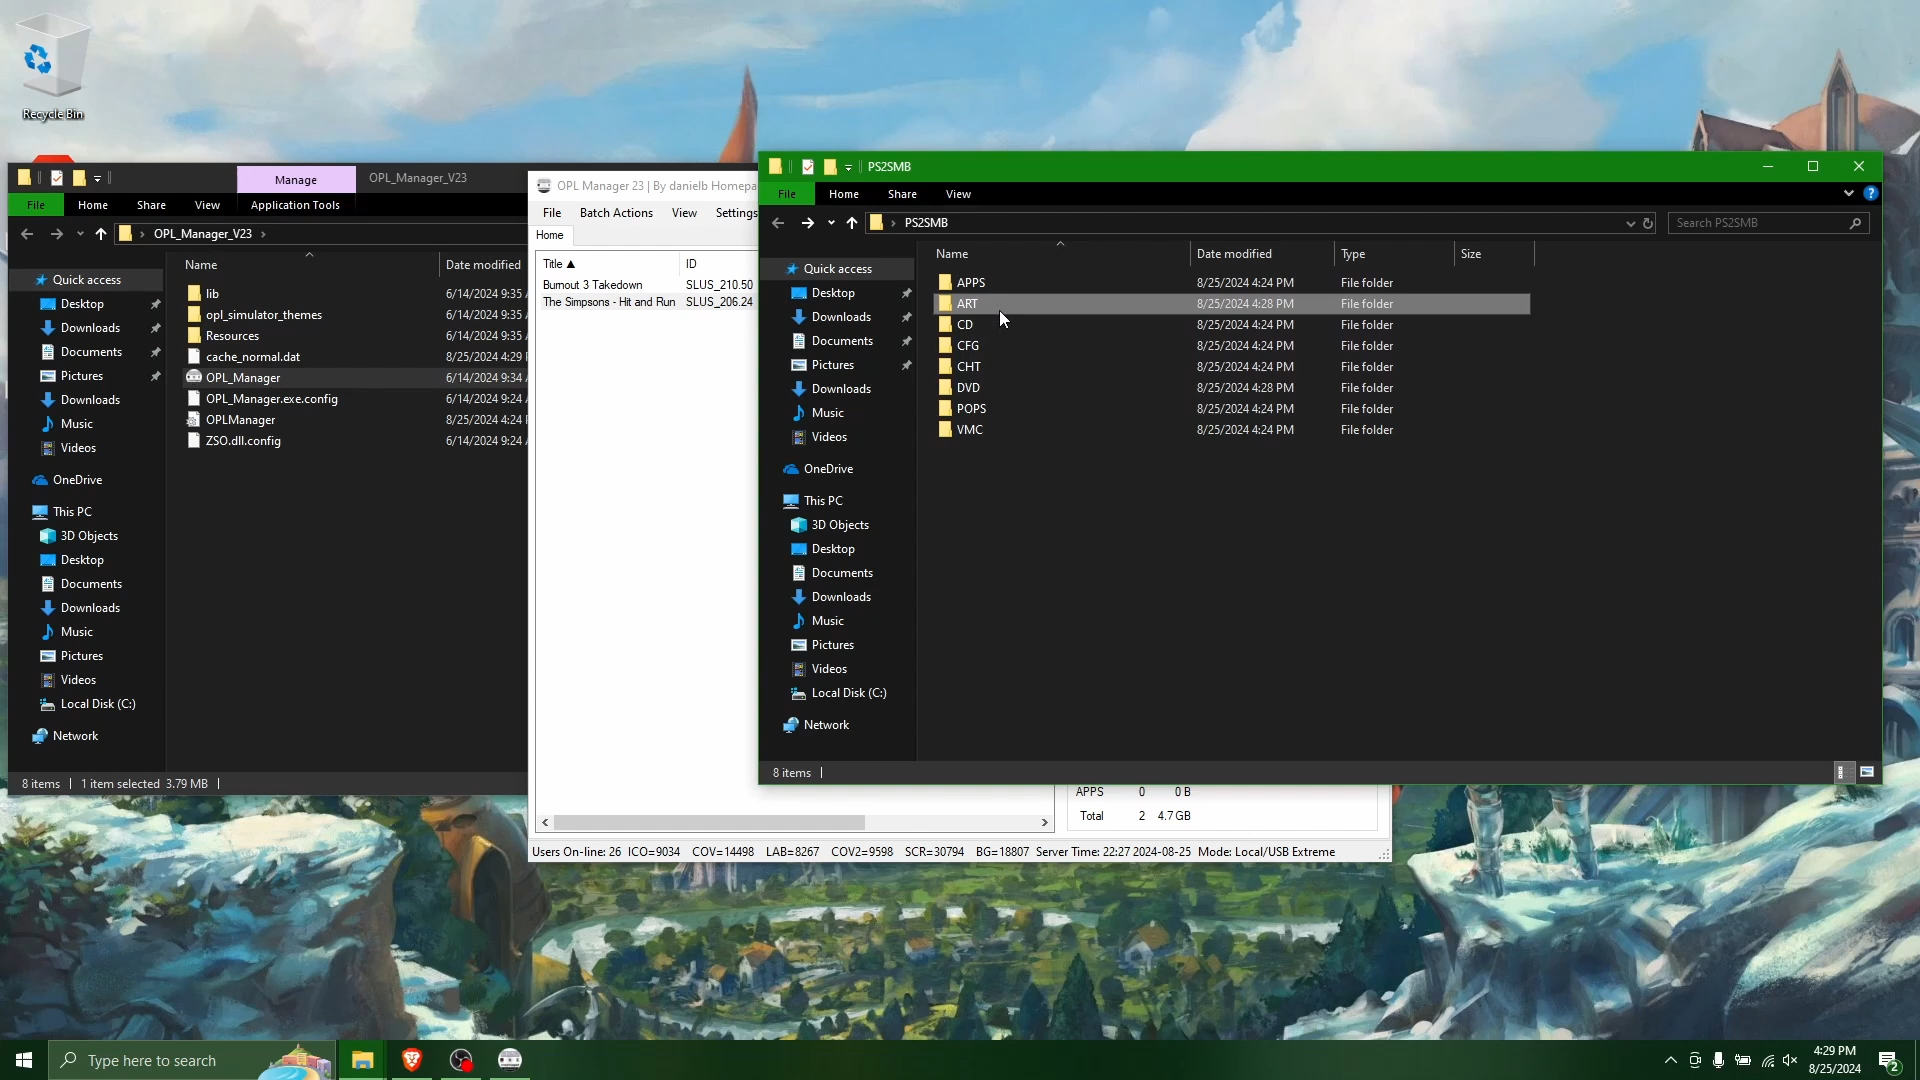 Recycle Bin
Manage
OPL_Manager_V23
File
Home
Share
View
Application Tools
OPL_Manager_V23
Name
Date modified
Quick access
Desktop
Downloads
Documents
Pictures
Downloads
Music
Videos
OneDrive
This PC
3D Objects
Desktop
Documents
Downloads
Music
Pictures
Videos
Local Disk (C:)
Network
lib 6/14/2024 9:35
opl_simulator_themes 6/14/2024 9:35
Resources 6/14/2024 9:35
cache_normal.dat 8/25/2024 4:29
OPL_Manager 6/14/2024 9:34
OPL_Manager.exe.config 6/14/2024 9:24
OPLManager 8/25/2024 4:24
ZSO.dll.config 6/14/2024 9:24
8 items 1 item selected 3.79 MB
OPL Manager 23 | By danielb Homepa
File Batch Actions View Settings
Home
Title ▲ ID
Burnout 3 Takedown SLUS_210.50
The Simpsons - Hit and Run SLUS_206.24
APPS 0 0 B
Total 2 4.7 GB
Users On-line: 26 ICO=9034 COV=14498 LAB=8267 COV2=9598 SCR=30794 BG=18807 Server Time: 22:27 2024-08-25 Mode: Local/USB Extreme
PS2SMB
File Home Share View
PS2SMB
Search PS2SMB
Name Date modified Type Size
Quick access
Desktop
Downloads
Documents
Pictures
Downloads
Music
Videos
OneDrive
This PC
3D Objects
Desktop
Documents
Downloads
Music
Pictures
Videos
Local Disk (C:)
Network
APPS 8/25/2024 4:24 PM File folder
ART 8/25/2024 4:28 PM File folder
CD 8/25/2024 4:24 PM File folder
CFG 8/25/2024 4:24 PM File folder
CHT 8/25/2024 4:24 PM File folder
DVD 8/25/2024 4:28 PM File folder
POPS 8/25/2024 4:24 PM File folder
VMC 8/25/2024 4:24 PM File folder
8 items
Type here to search
4:29 PM
8/25/2024
2